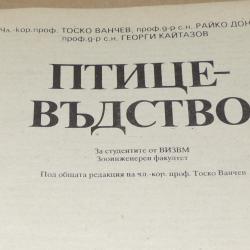 чл.-кор.проф. ТОСКО ВАНЧЕВ, проф.д-р с.н. РАЙКО ДОН
проф.д-р с.н. ГЕОРГИ КАЙТАЗОВ
ПТИЦЕ-
ВЪДСТВО
За студентите от ВИЗВМ
Зооинженерен факултет
Под общата редакция на чл.-кор. проф. Тоско Ванчев